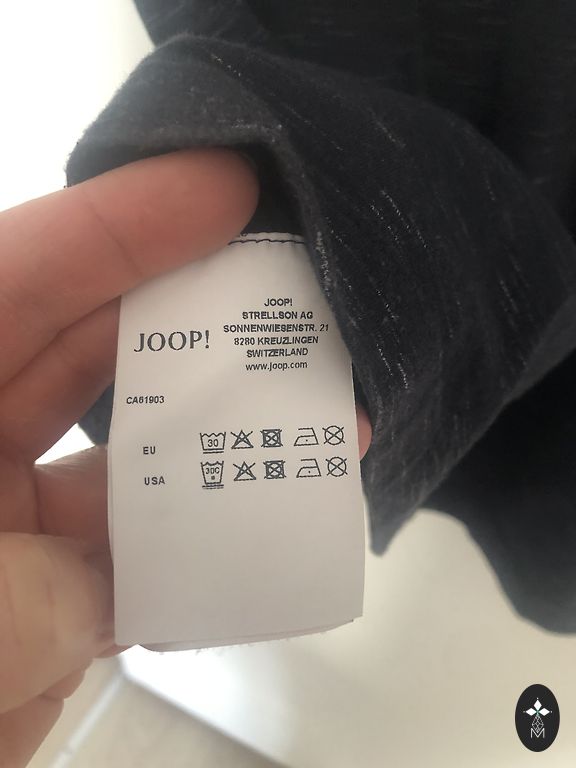 JOOP!
JOOP!
STRELLSON AG
SONNENWIESENSTR. 21
8280 KREUZLINGEN
SWITZERLAND
www.joop.com
CA61903
EU 30
USA 30C
M